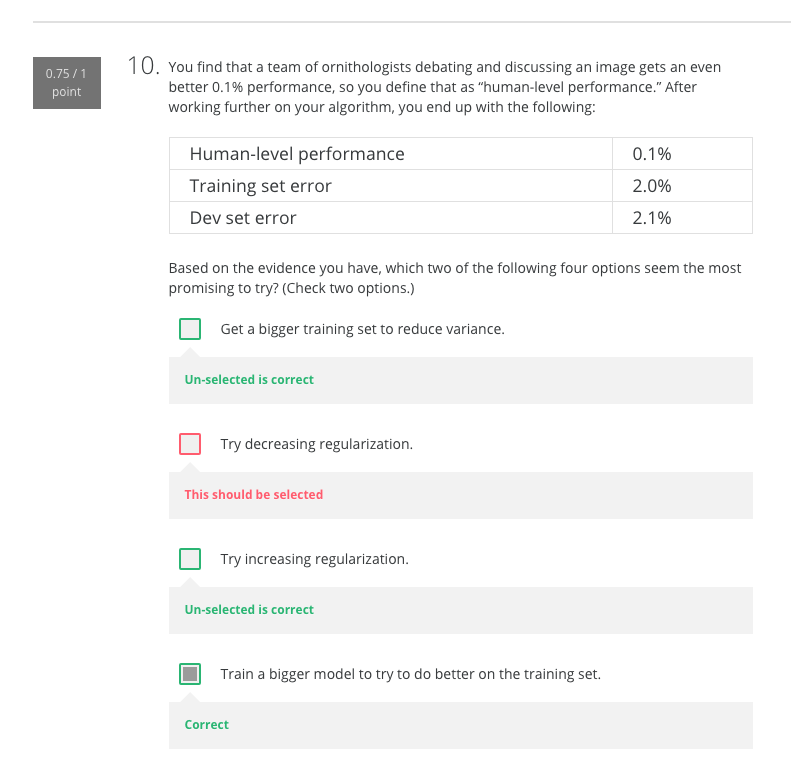 0.75 / 1
point
10.
You find that a team of ornithologists debating and discussing an image gets an even
better 0.1% performance, so you define that as “human-level performance.” After
working further on your algorithm, you end up with the following:
Human-level performance 0.1%
Training set error 2.0%
Dev set error 2.1%
Based on the evidence you have, which two of the following four options seem the most
promising to try? (Check two options.)
Get a bigger training set to reduce variance.
Un-selected is correct
Try decreasing regularization.
This should be selected
Try increasing regularization.
Un-selected is correct
Train a bigger model to try to do better on the training set.
Correct